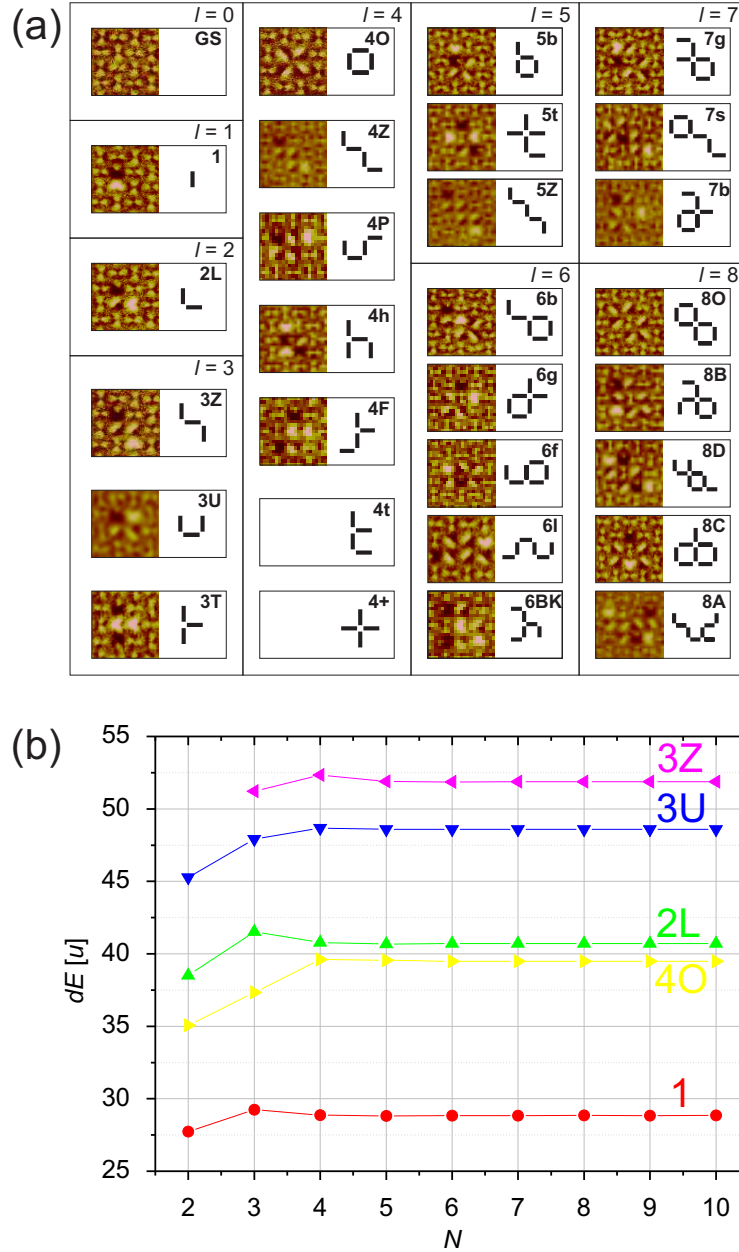 (a)
l = 0
GS
l = 1
1
l = 2
2L
l = 3
3Z
3U
3T
l = 4
4O
4Z
4P
4h
4F
4t
4+
l = 5
5b
5t
5Z
l = 6
6b
6g
6f
6I
6BK
l = 7
7g
7s
7b
l = 8
8O
8B
8D
8C
8A
(b)
55
50
45
40
35
30
25
dE [u]
3Z
3U
2L
4O
1
2 3 4 5 6 7 8 9 10
N